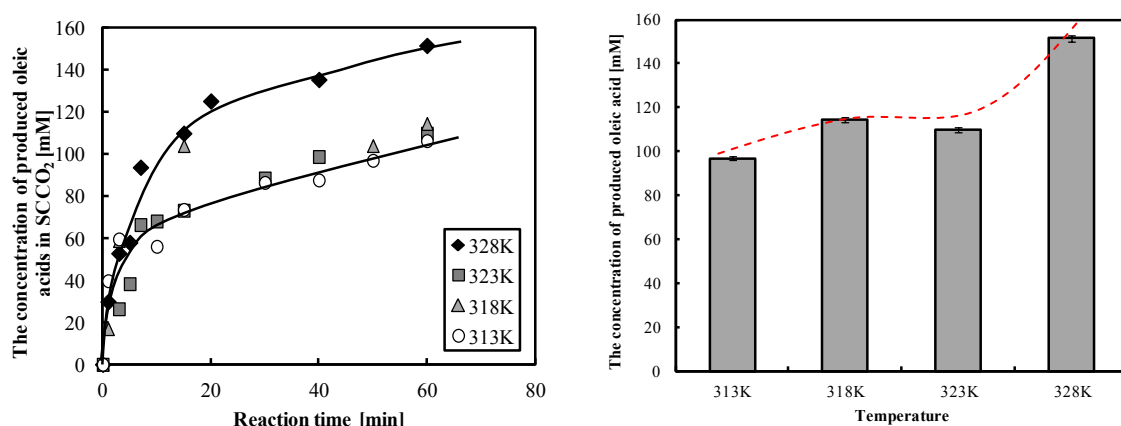 The concentration of produced oleic
acids in SCCO₂ [mM]
160
140
120
100
80
60
40
20
0
0
20
40
60
80
Reaction time [min]
328K
323K
318K
313K
The concentration of produced oleic acid [mM]
160
140
120
100
80
60
40
20
0
313K
318K
323K
328K
Temperature